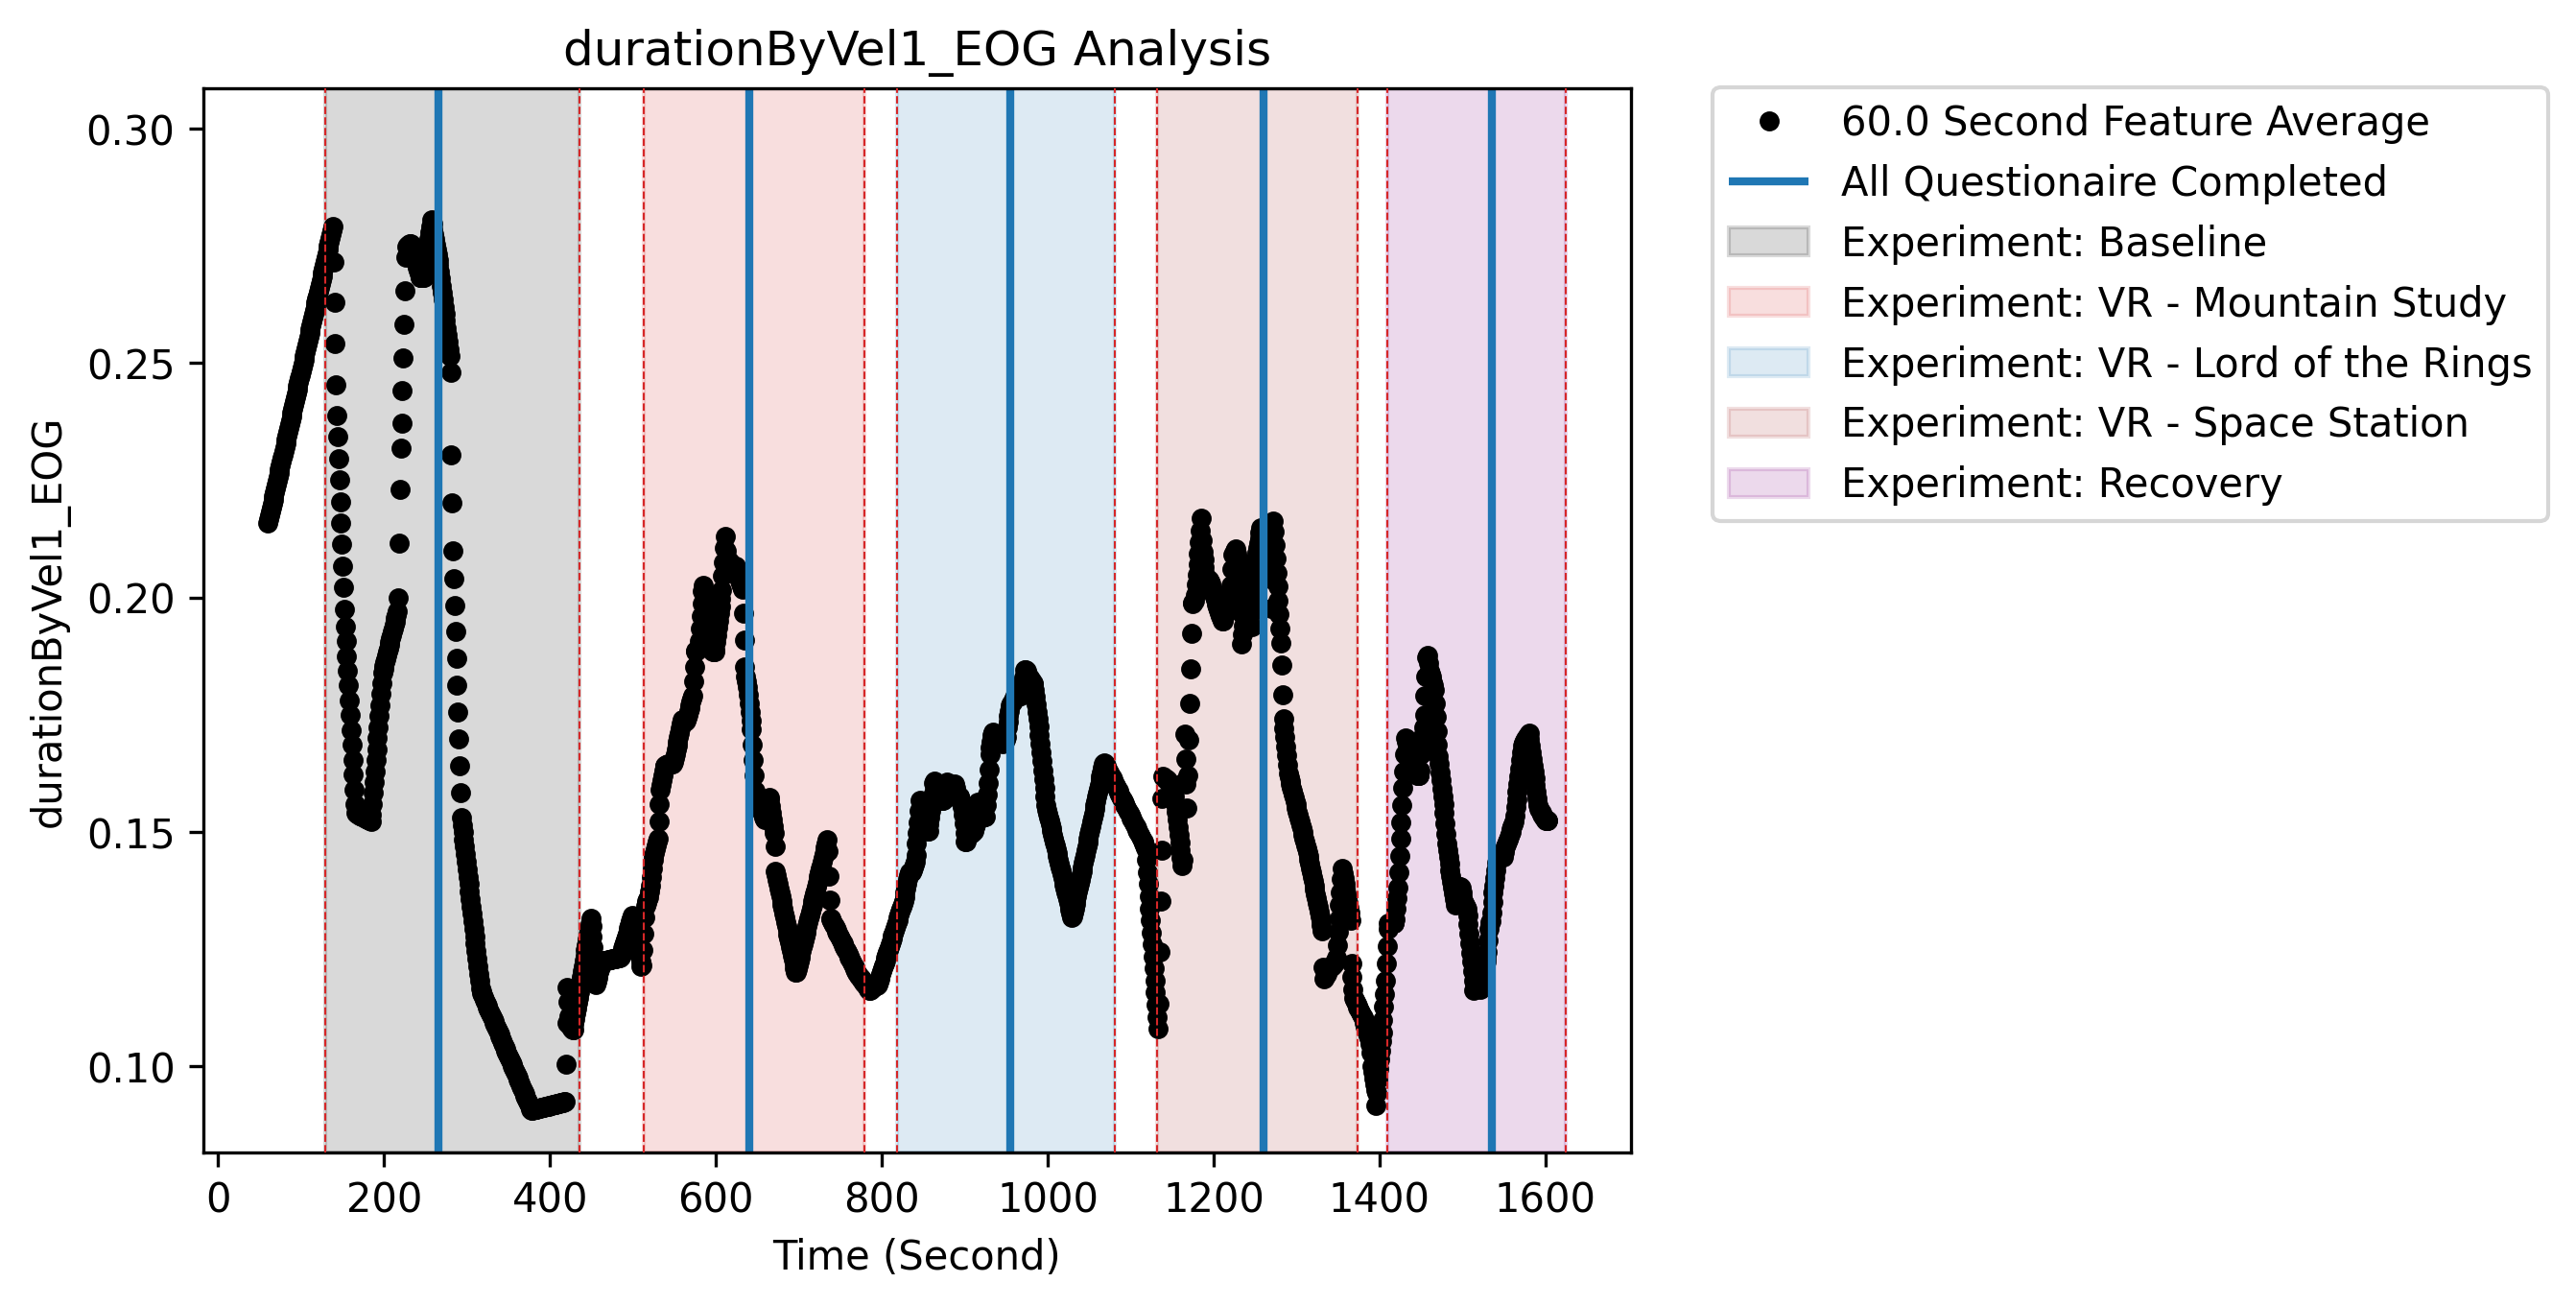 durationByVel1_EOG Analysis
durationByVel1_EOG
0.30
0.25
0.20
0.15
0.10
0
200
400
600
800
1000
1200
1400
1600
Time (Second)
60.0 Second Feature Average
All Questionaire Completed
Experiment: Baseline
Experiment: VR - Mountain Study
Experiment: VR - Lord of the Rings
Experiment: VR - Space Station
Experiment: Recovery